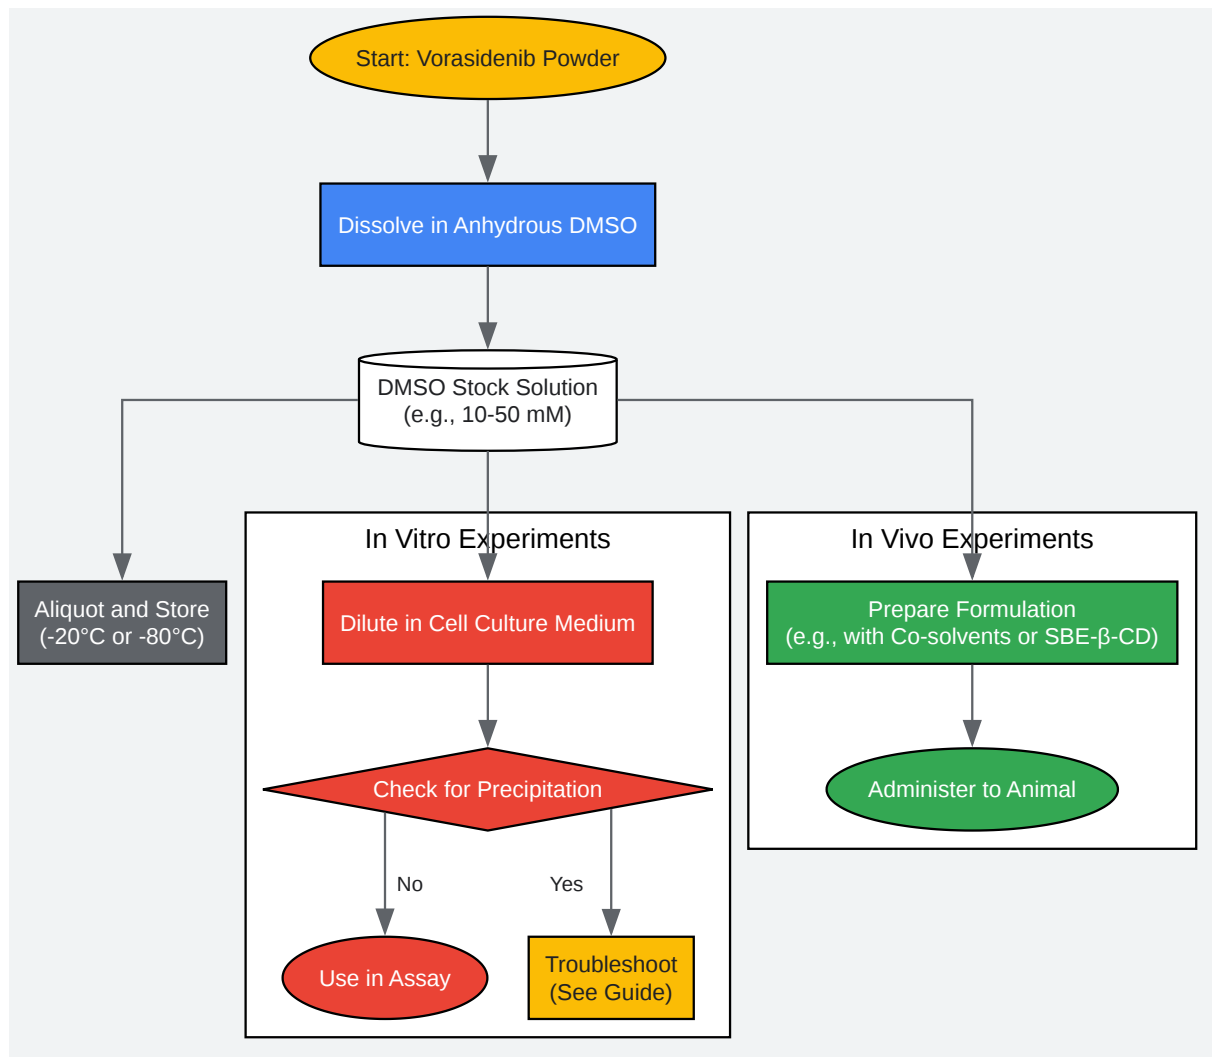 Start: Vorasidenib Powder
Dissolve in Anhydrous DMSO
DMSO Stock Solution
(e.g., 10-50 mM)
In Vitro Experiments
In Vivo Experiments
Aliquot and Store
(-20°C or -80°C)
Dilute in Cell Culture Medium
Prepare Formulation
(e.g., with Co-solvents or SBE-β-CD)
Check for Precipitation
Administer to Animal
No
Yes
Use in Assay
Troubleshoot
(See Guide)